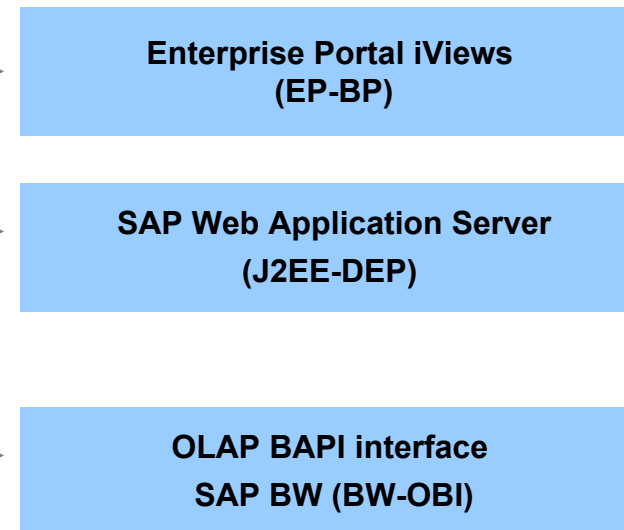 Enterprise Portal iViews
(EP-BP)
SAP Web Application Server
(J2EE-DEP)
OLAP BAPI interface
SAP BW (BW-OBI)